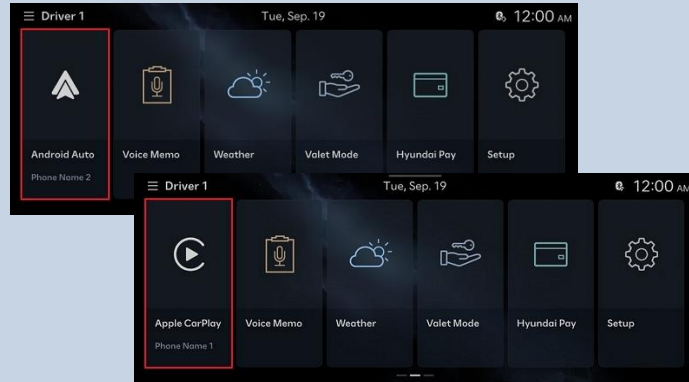 Driver 1 Tue, Sep. 19 12:00 AM
Android Auto Voice Memo Weather Valet Mode Hyundai Pay Setup
Phone Name 2
Driver 1 Tue, Sep. 19 12:00 AM
Apple CarPlay Voice Memo Weather Valet Mode Hyundai Pay Setup
Phone Name 1